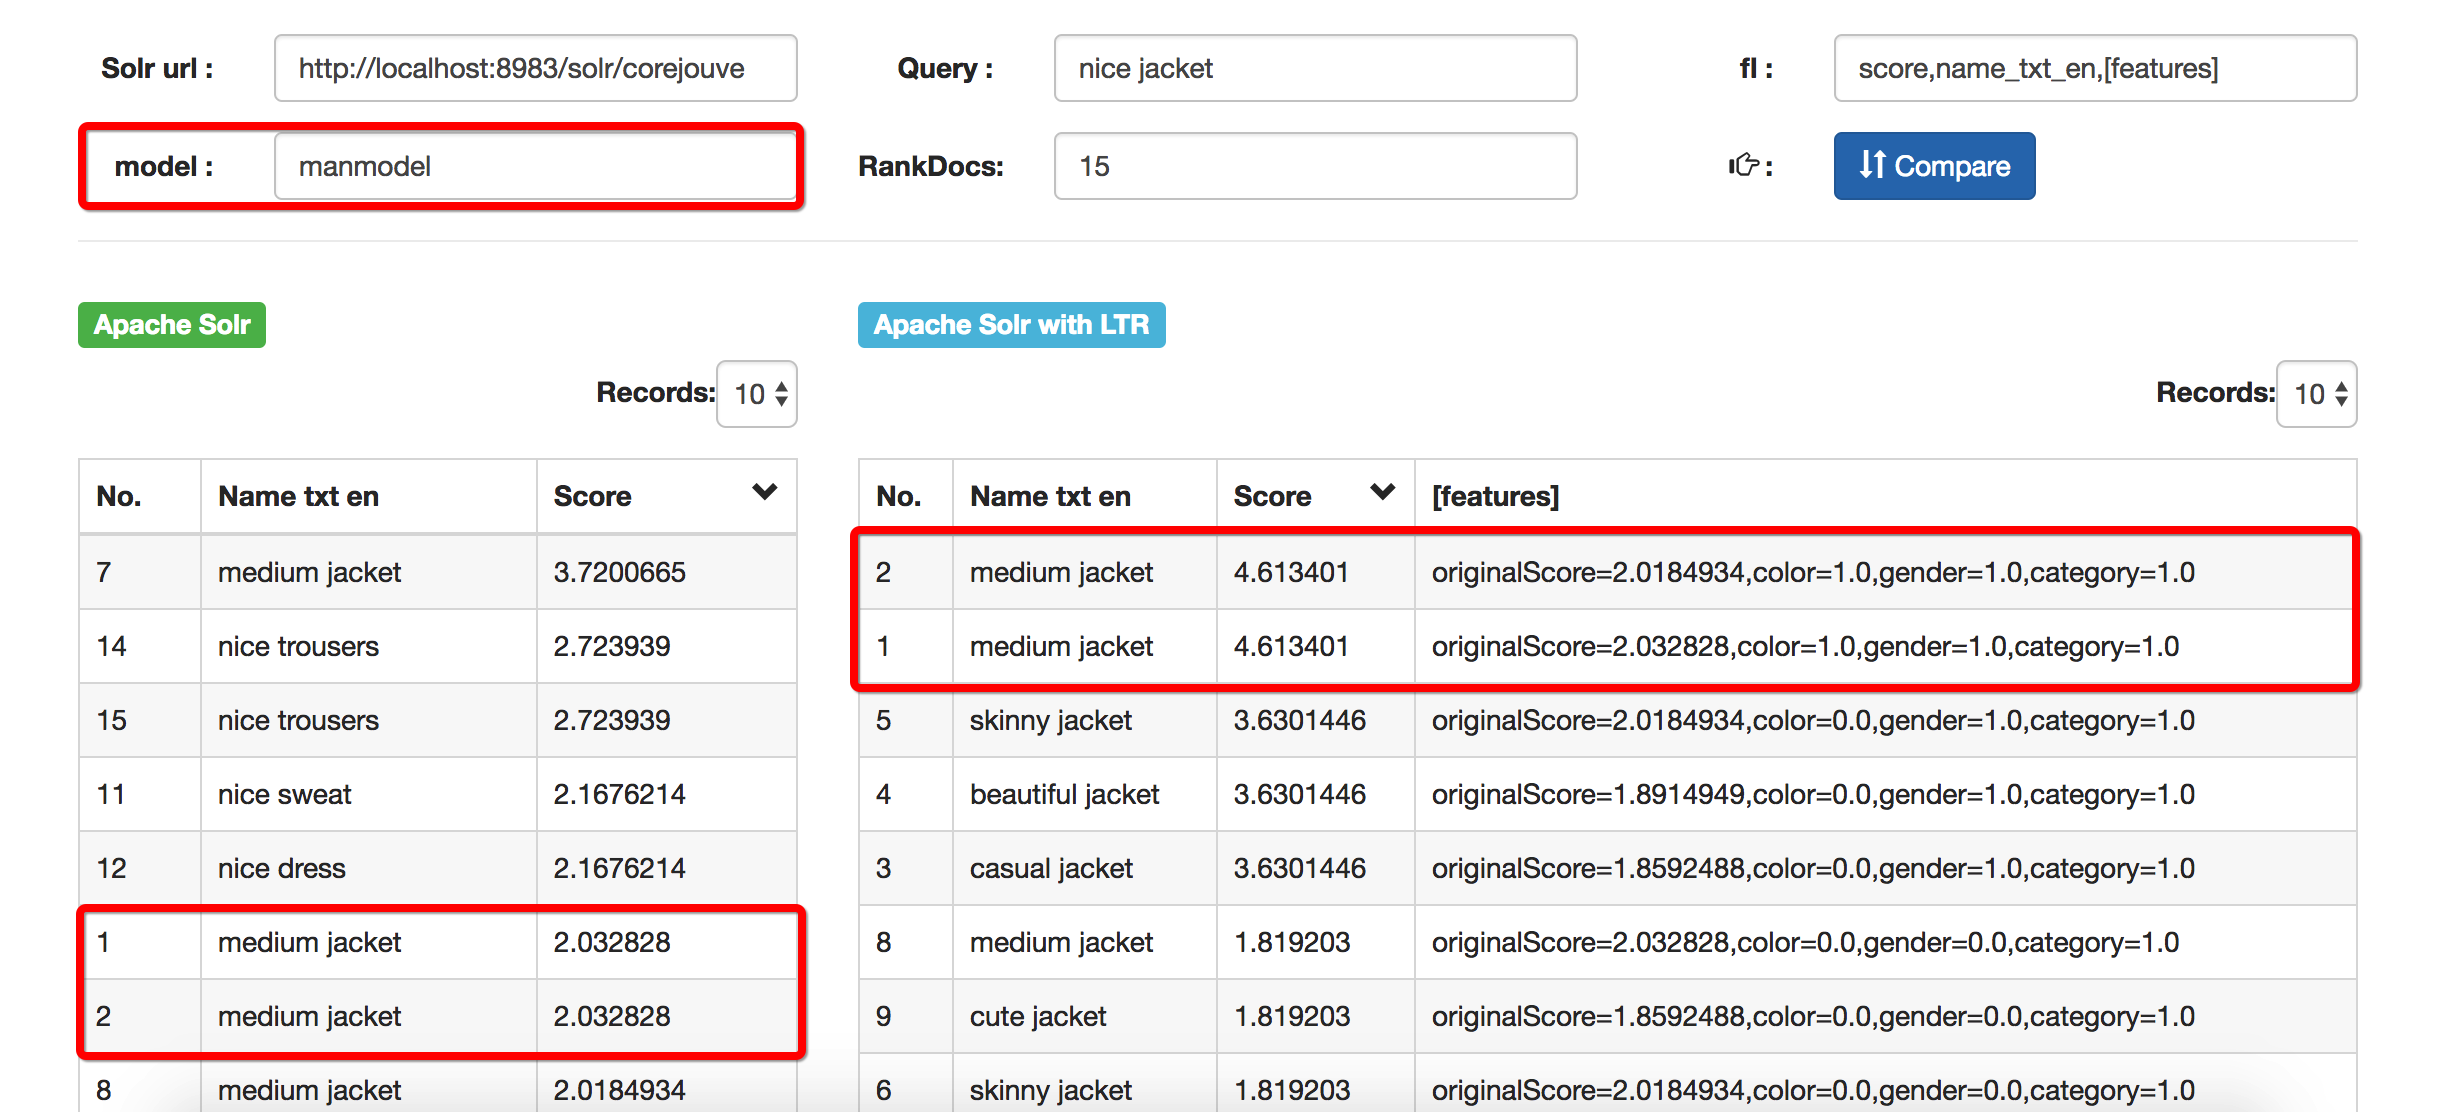 Solr url : http://localhost:8983/solr/corejouve Query : nice jacket fl : score,name_txt_en,[features]
model : manmodel RankDocs: 15 : Compare
Apache Solr
Records: 10
No. Name txt en Score
7 medium jacket 3.7200665
14 nice trousers 2.723939
15 nice trousers 2.723939
11 nice sweat 2.1676214
12 nice dress 2.1676214
1 medium jacket 2.032828
2 medium jacket 2.032828
8 medium jacket 2.0184934
Apache Solr with LTR
Records: 10
No. Name txt en Score [features]
2 medium jacket 4.613401 originalScore=2.0184934,color=1.0,gender=1.0,category=1.0
1 medium jacket 4.613401 originalScore=2.032828,color=1.0,gender=1.0,category=1.0
5 skinny jacket 3.6301446 originalScore=2.0184934,color=0.0,gender=1.0,category=1.0
4 beautiful jacket 3.6301446 originalScore=1.8914949,color=0.0,gender=1.0,category=1.0
3 casual jacket 3.6301446 originalScore=1.8592488,color=0.0,gender=1.0,category=1.0
8 medium jacket 1.819203 originalScore=2.032828,color=0.0,gender=0.0,category=1.0
9 cute jacket 1.819203 originalScore=1.8592488,color=0.0,gender=0.0,category=1.0
6 skinny jacket 1.819203 originalScore=2.0184934,color=0.0,gender=0.0,category=1.0